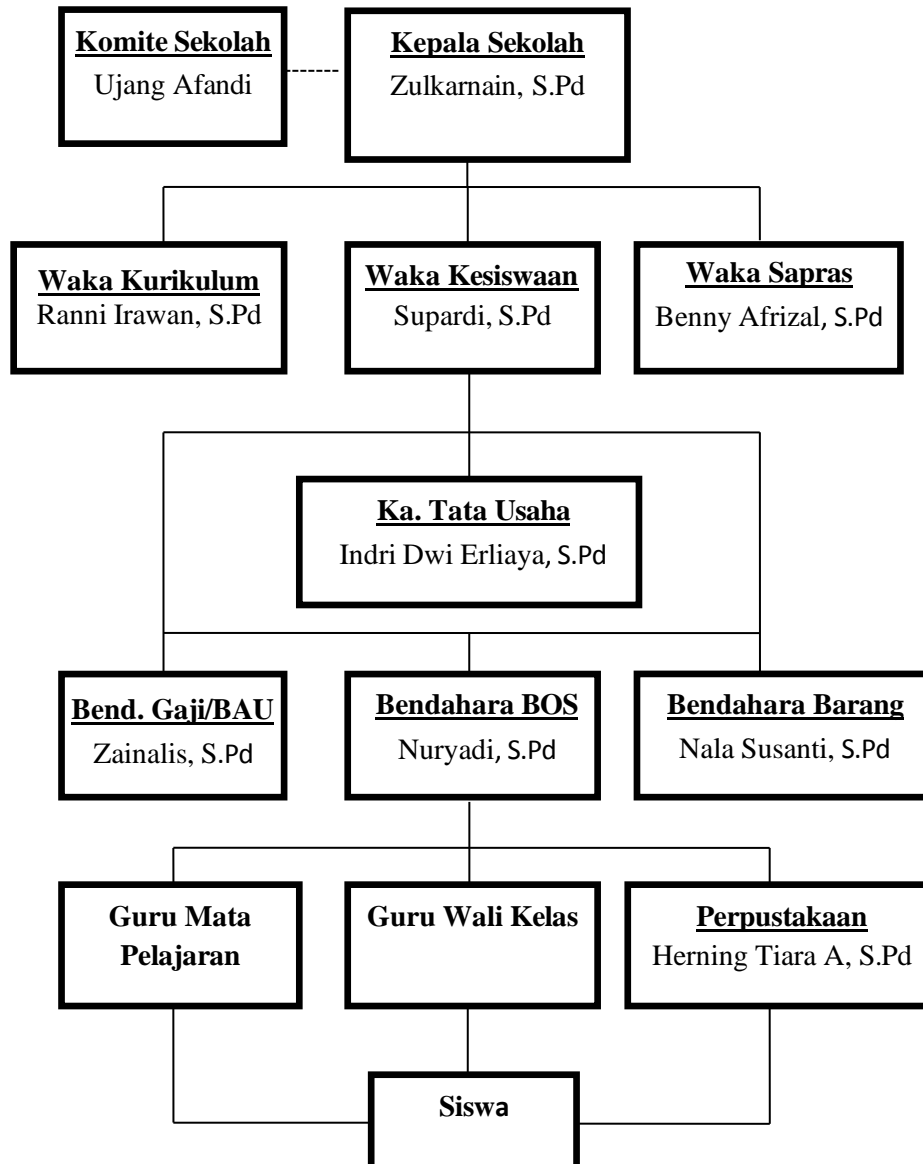 Komite Sekolah
Ujang Afandi
Kepala Sekolah
Zulkarnain, S.Pd
Waka Kurikulum
Ranni Irawan, S.Pd
Waka Kesiswaan
Supardi, S.Pd
Waka Sapras
Benny Afrizal, S.Pd
Ka. Tata Usaha
Indri Dwi Erliaya, S.Pd
Bend. Gaji/BAU
Zainalis, S.Pd
Bendahara BOS
Nuryadi, S.Pd
Bendahara Barang
Nala Susanti, S.Pd
Guru Mata
Pelajaran
Guru Wali Kelas
Perpustakaan
Herning Tiara A, S.Pd
Siswa